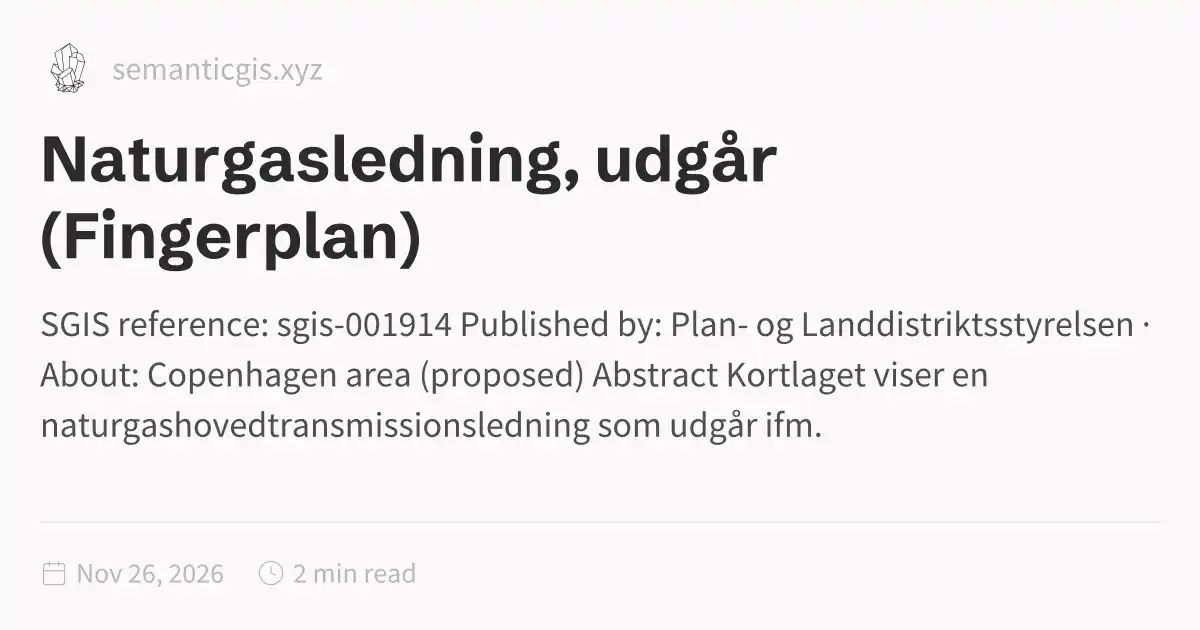 semanticgis.xyz
Naturgasledning, udgår
(Fingerplan)
SGIS reference: sgis-001914 Published by: Plan- og Landdistriktsstyrelsen ·
About: Copenhagen area (proposed) Abstract Kortlaget viser en
naturgashovedtransmissionsledning som udgår ifm.
Nov 26, 2026 2 min read